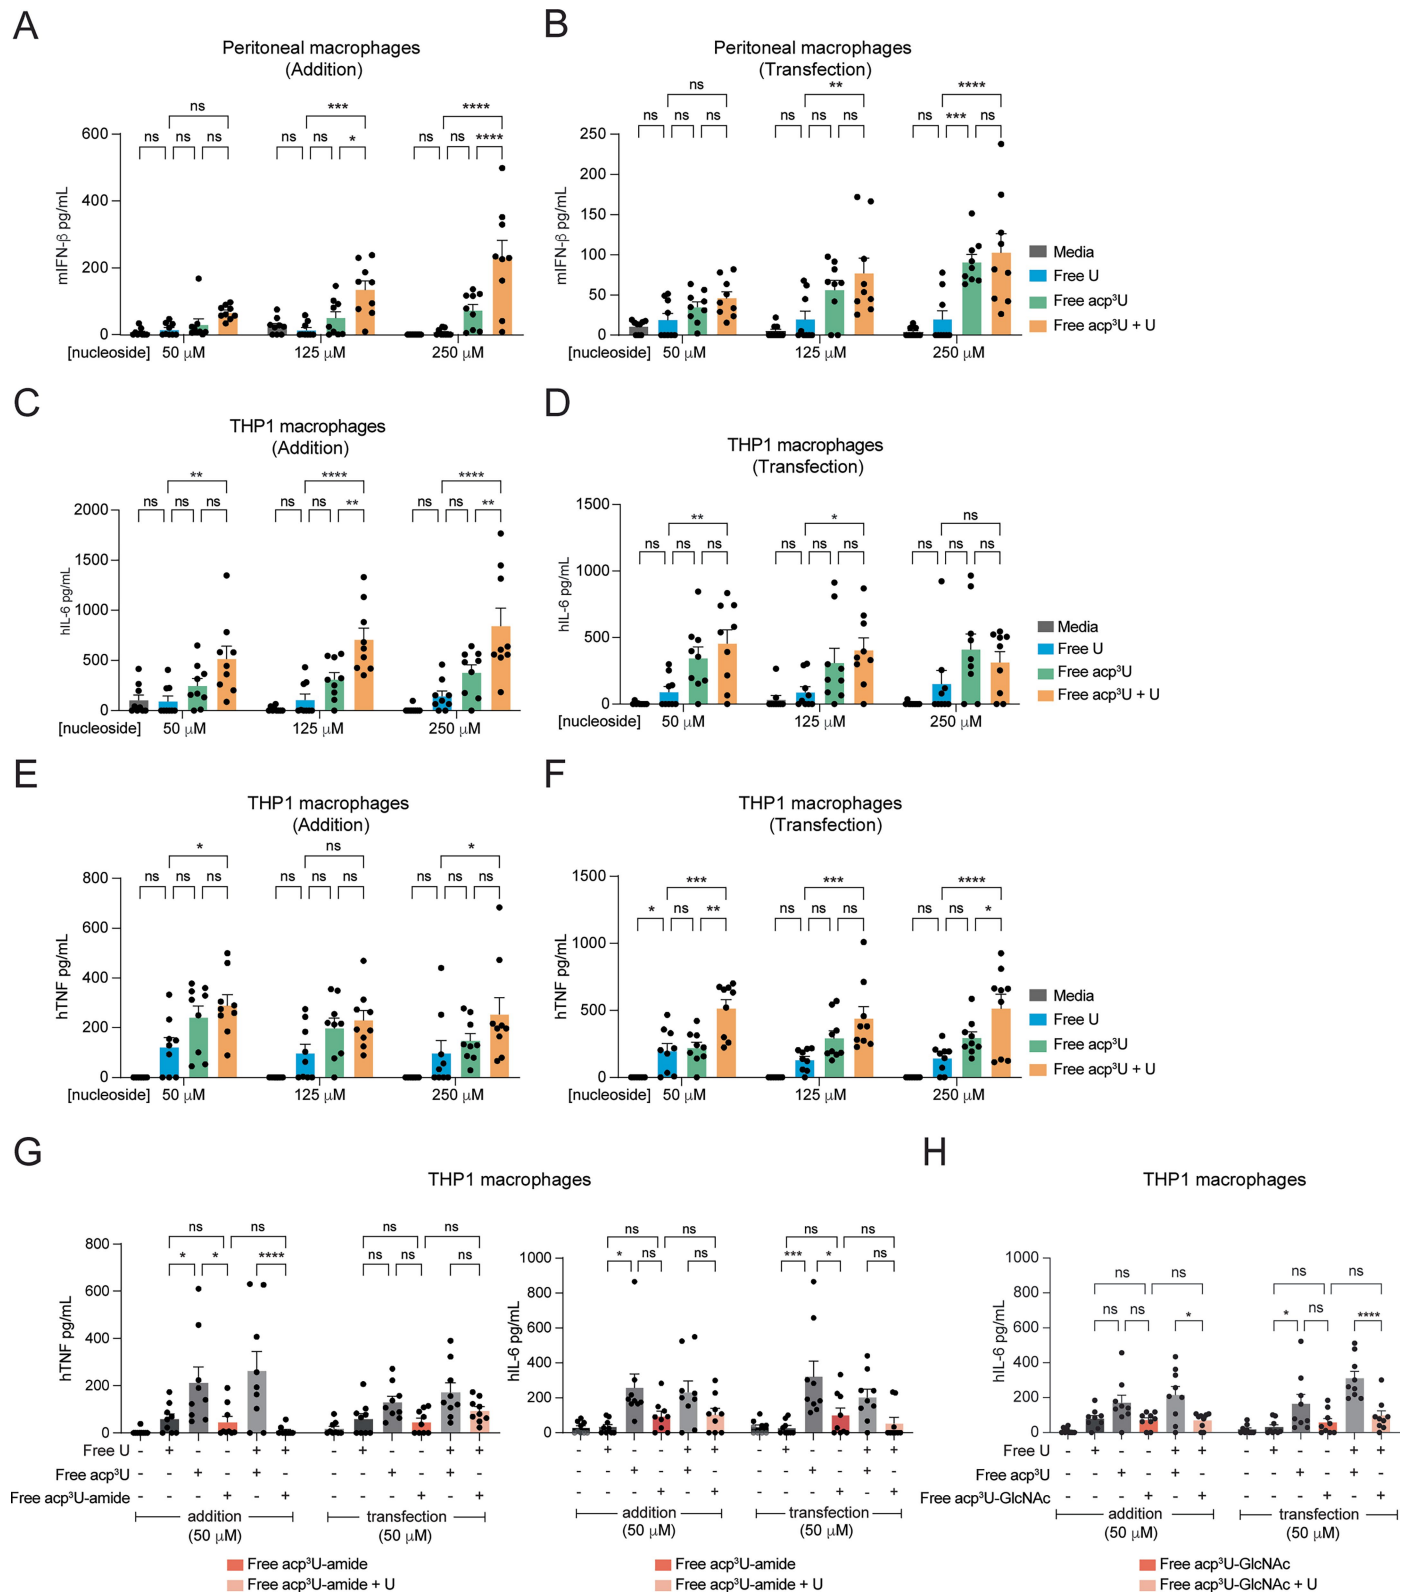 A
Peritoneal macrophages
(Addition)
ns
***
****
ns ns ns
ns ns *
ns ns ****
mIFN-β pg/mL
600
400
200
0
[nucleoside] 50 μM 125 μM 250 μM
B
Peritoneal macrophages
(Transfection)
ns
**
****
ns ns ns
ns ns ns
ns *** ns
mIFN-β pg/mL
250
200
150
100
50
0
[nucleoside] 50 μM 125 μM 250 μM
Media
Free U
Free acp³U
Free acp³U + U
C
THP1 macrophages
(Addition)
**
****
****
ns ns ns
ns ns **
ns ns **
hIL-6 pg/mL
2000
1500
1000
500
0
[nucleoside] 50 μM 125 μM 250 μM
D
THP1 macrophages
(Transfection)
**
*
ns
ns ns ns
ns ns ns
ns ns ns
hIL-6 pg/mL
1500
1000
500
0
[nucleoside] 50 μM 125 μM 250 μM
Media
Free U
Free acp³U
Free acp³U + U
E
THP1 macrophages
(Addition)
*
ns
*
ns ns ns
ns ns ns
ns ns ns
hTNF pg/mL
800
600
400
200
0
[nucleoside] 50 μM 125 μM 250 μM
F
THP1 macrophages
(Transfection)
***
***
****
* ns **
ns ns ns
ns ns *
hTNF pg/mL
1500
1000
500
0
[nucleoside] 50 μM 125 μM 250 μM
Media
Free U
Free acp³U
Free acp³U + U
G
THP1 macrophages
ns ns ns ns
* * **** ns ns ns
hTNF pg/mL
800
600
400
200
0
Free U - + - - + + - + - - + +
Free acp³U - - + - + - - - + - + -
Free acp³U-amide - - - + - + - - - + - +
addition transfection
(50 μM) (50 μM)
Free acp³U-amide
Free acp³U-amide + U
ns ns ns ns
* ns ns *** * ns
hIL-6 pg/mL
1000
800
600
400
200
0
- + - - + + - + - - + +
- - + - + - - - + - + -
- - - + - + - - - + - +
addition transfection
(50 μM) (50 μM)
Free acp³U-amide
Free acp³U-amide + U
H
THP1 macrophages
ns ns ns ns
ns ns * * ns ****
hIL-6 pg/mL
1000
800
600
400
200
0
Free U - + - - + + - + - - + +
Free acp³U - - + - + - - - + - + -
Free acp³U-GlcNAc - - - + - + - - - + - +
addition transfection
(50 μM) (50 μM)
Free acp³U-GlcNAc
Free acp³U-GlcNAc + U